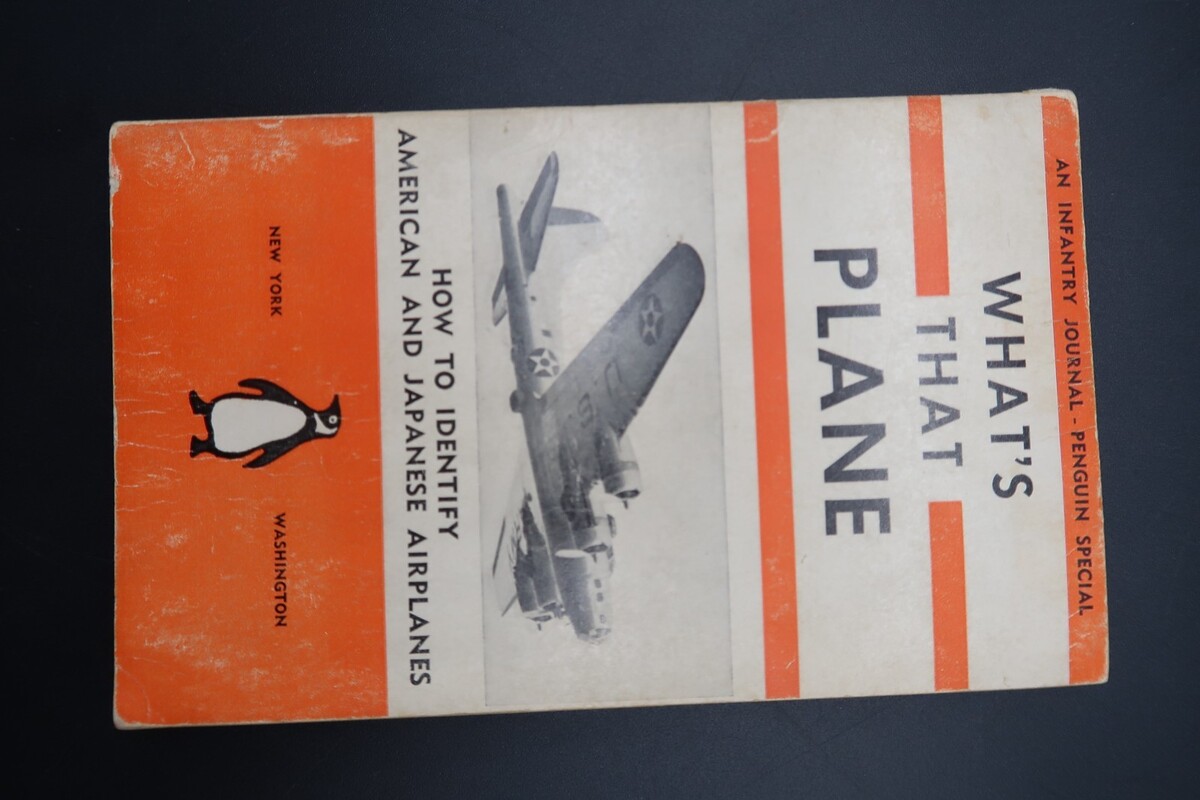 AN INFANTRY JOURNAL - PENGUIN SPECIAL
WHAT'S
THAT
PLANE
HOW TO IDENTIFY
AMERICAN AND JAPANESE AIRPLANES
NEW YORK
WASHINGTON